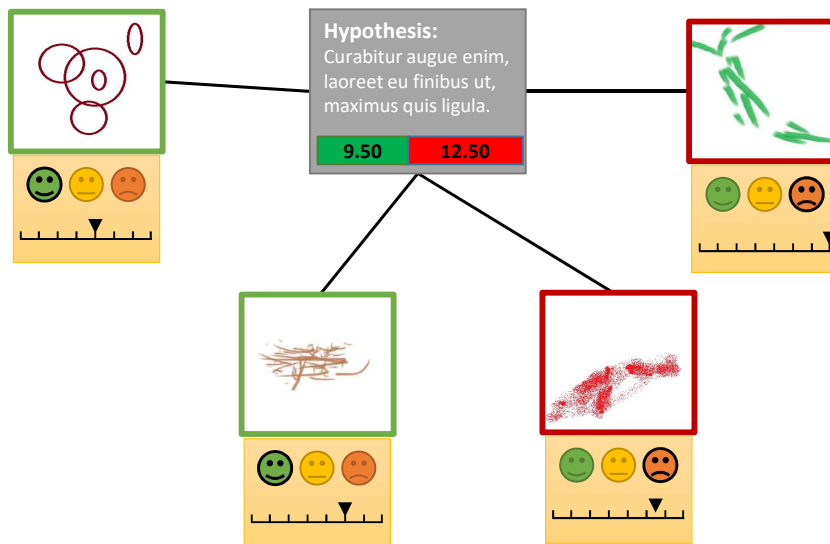 Hypothesis:
Curabitur augue enim,
laoreet eu finibus ut,
maximus quis ligula.
9.50 12.50